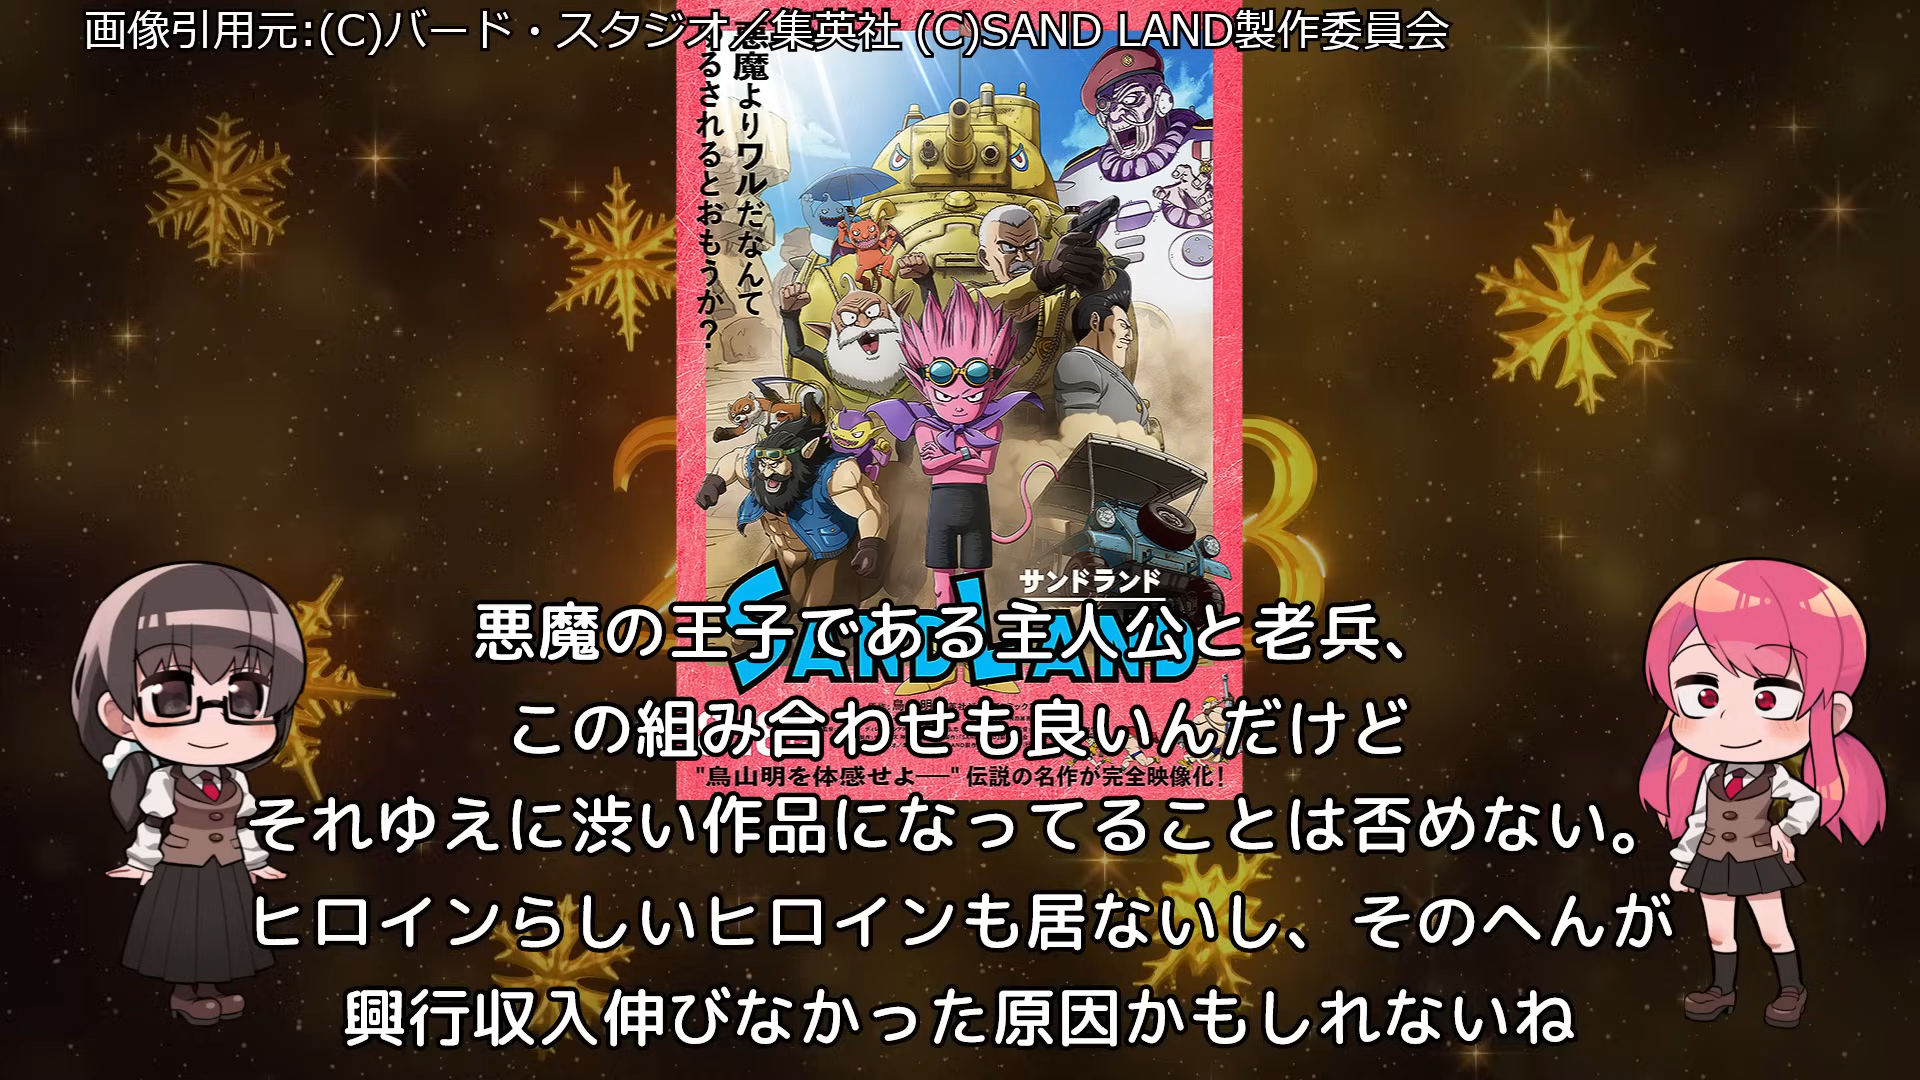 画像引用元:(C)バード・スタジオ／集英社 (C)SAND LAND製作委員会
悪魔よりワルだなんて
るされるとおもうか？
サンドランド
SAND LAND
悪魔の王子である主人公と老兵、
この組み合わせも良いんだけど
"鳥山明を体感せよ──" 伝説の名作が完全映像化!
それゆえに渋い作品になってることは否めない。
ヒロインらしいヒロインも居ないし、そのへんが
興行収入伸びなかった原因かもしれないね